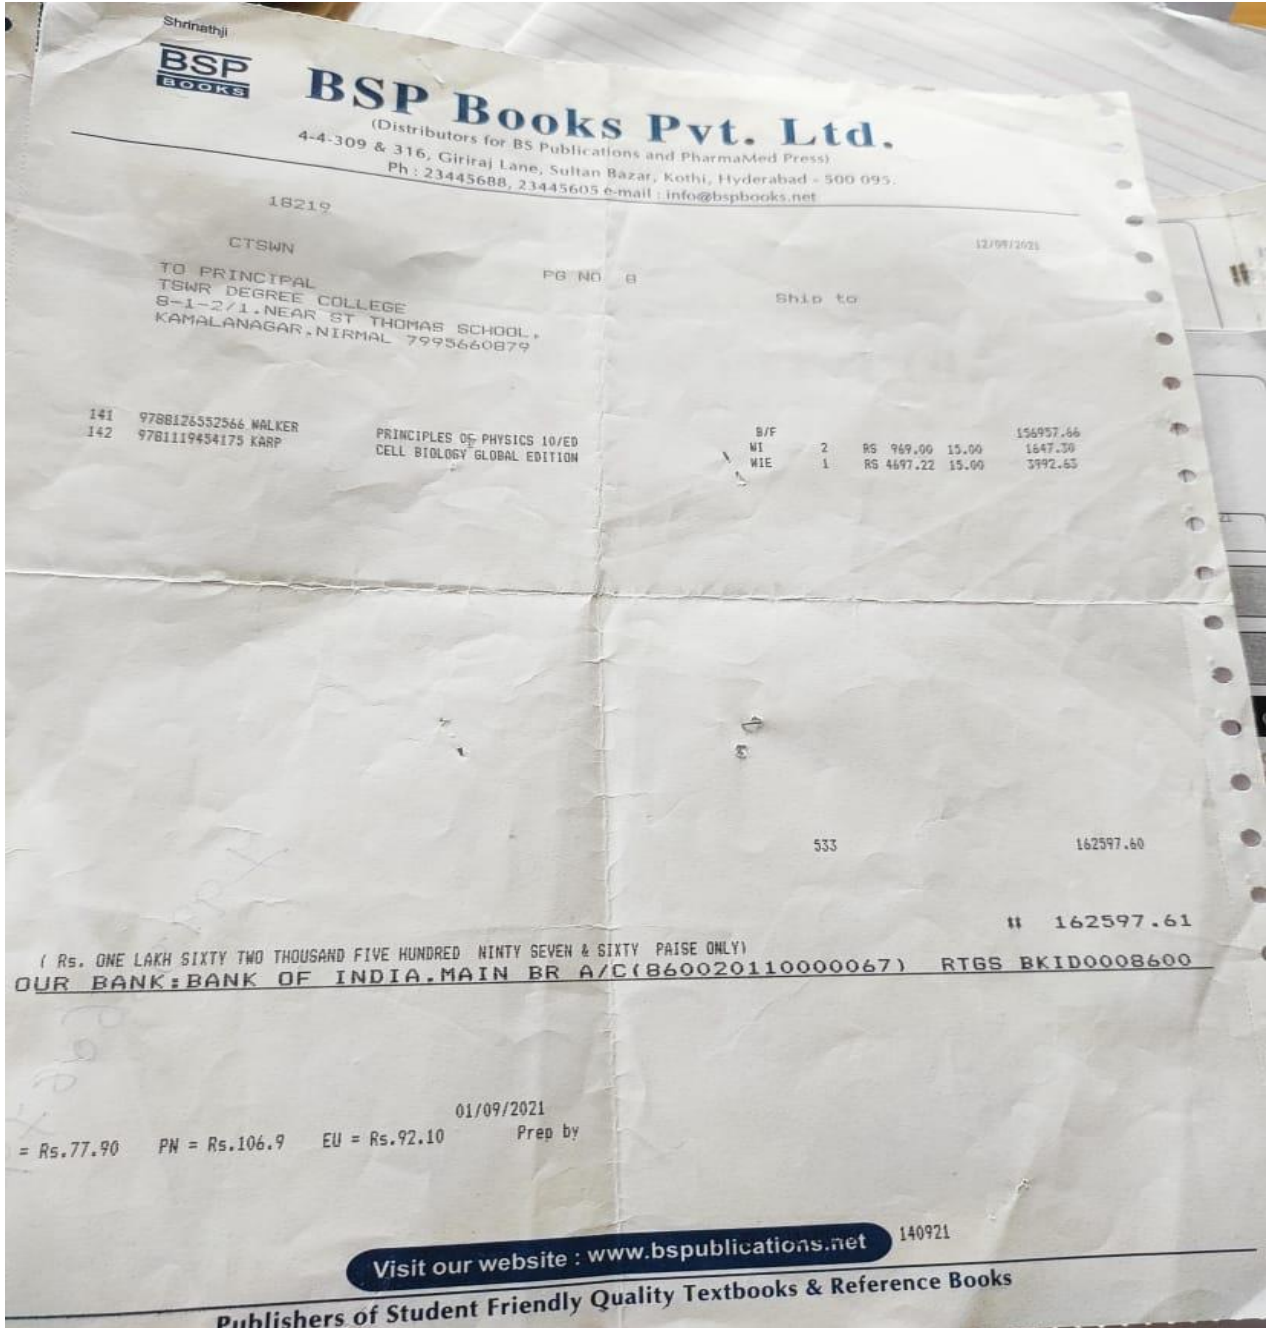 Shrinathji
BSP
BOOKS
BSP Books Pvt. Ltd.
(Distributors for BS Publications and PharmaMed Press)
4-4-309 & 316, Giriraj Lane, Sultan Bazar, Kothi, Hyderabad - 500 095.
Ph : 23445688, 23445605 e-mail : info@bspbooks.net
18219
CTSWN 12/09/2021
TO PRINCIPAL PG NO 8 Ship to
TSWR DEGREE COLLEGE
8-1-2/1.NEAR ST THOMAS SCHOOL,
KAMALANAGAR,NIRMAL 7995660879
B/F 156957.66
141 9788126552566 WALKER PRINCIPLES OF PHYSICS 10/ED WI 2 RS 969.00 15.00 1647.30
142 9781119454175 KARP CELL BIOLOGY GLOBAL EDITION WIE 1 RS 4697.22 15.00 3992.63
533 162597.60
162597.61
( Rs. ONE LAKH SIXTY TWO THOUSAND FIVE HUNDRED NINTY SEVEN & SIXTY PAISE ONLY)
OUR BANK:BANK OF INDIA.MAIN BR A/C(860020110000067) RTGS BKID0008600
01/09/2021
= Rs.77.90 PN = Rs.106.9 EU = Rs.92.10 Prep by
Visit our website : www.bspublications.net 140921
Publishers of Student Friendly Quality Textbooks & Reference Books